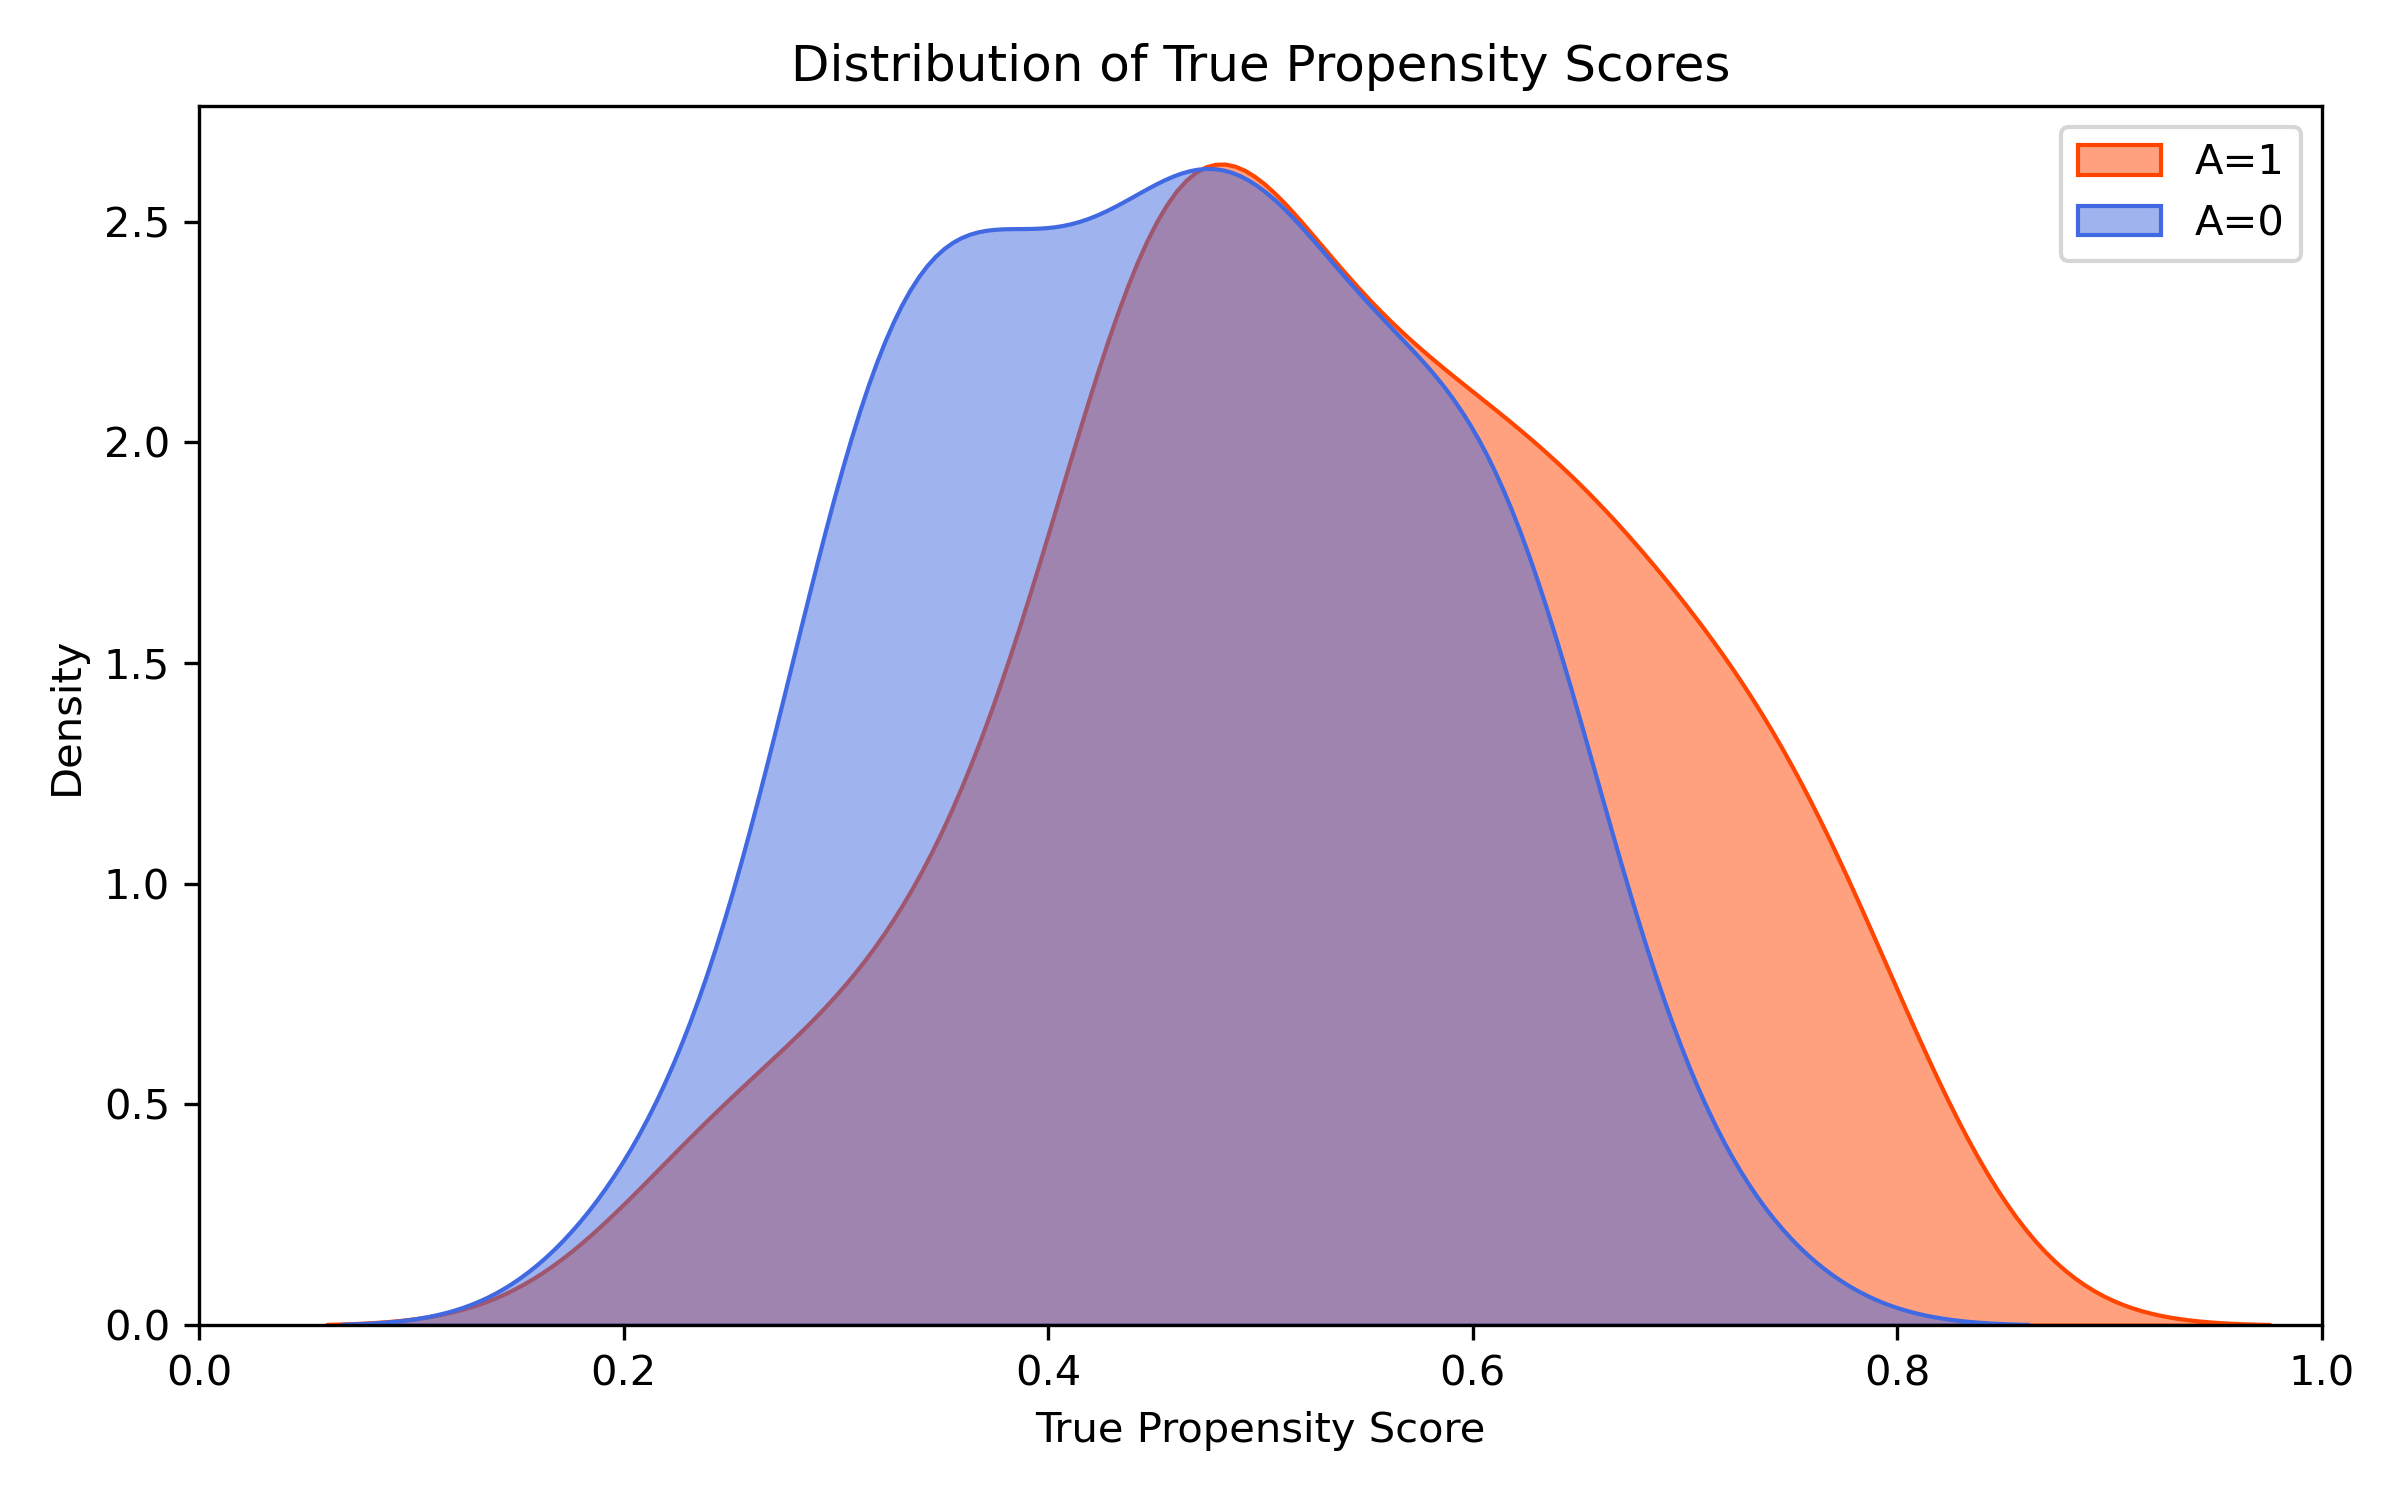 Distribution of True Propensity Scores
A=1
A=0
Density
2.5
2.0
1.5
1.0
0.5
0.0
0.0 0.2 0.4 0.6 0.8 1.0
True Propensity Score